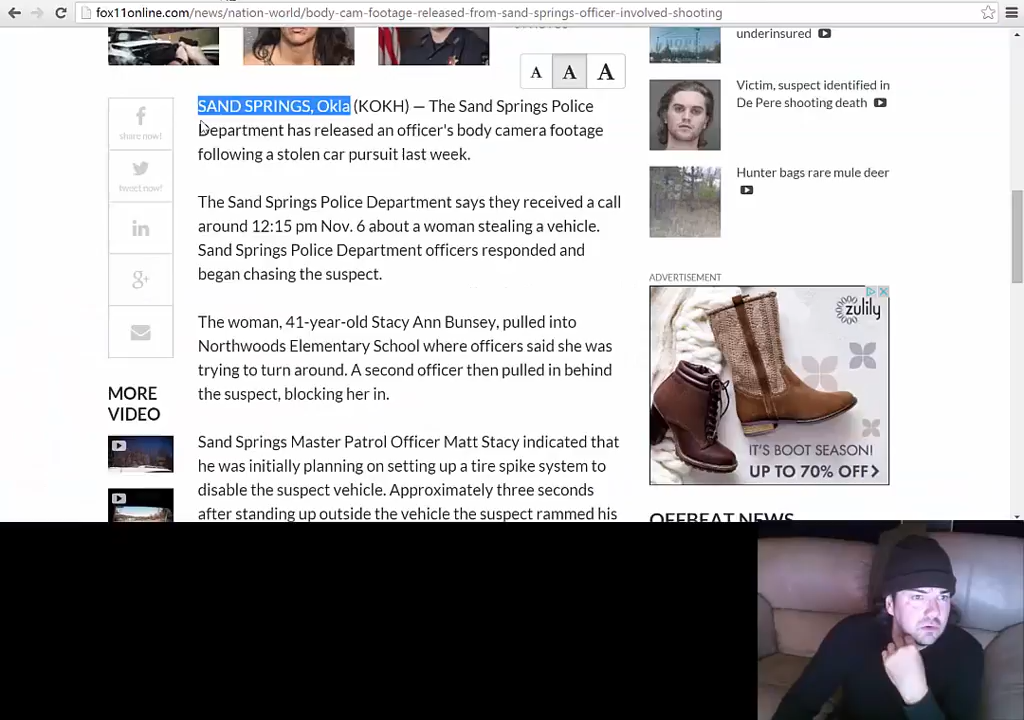 fox11online.com/news/nation-world/body-cam-footage-released-from-sand-springs-officer-involved-shooting
A A A
underinsured
share now!
SAND SPRINGS, Okla (KOKH) — The Sand Springs Police
Department has released an officer's body camera footage
following a stolen car pursuit last week.
tweet now!
in
g+
The Sand Springs Police Department says they received a call
around 12:15 pm Nov. 6 about a woman stealing a vehicle.
Sand Springs Police Department officers responded and
began chasing the suspect.
The woman, 41-year-old Stacy Ann Bunsey, pulled into
Northwoods Elementary School where officers said she was
trying to turn around. A second officer then pulled in behind
the suspect, blocking her in.
MORE
VIDEO
Sand Springs Master Patrol Officer Matt Stacy indicated that
he was initially planning on setting up a tire spike system to
disable the suspect vehicle. Approximately three seconds
after standing up outside the vehicle the suspect rammed his
Victim, suspect identified in
De Pere shooting death
Hunter bags rare mule deer
ADVERTISEMENT
zulily
IT'S BOOT SEASON!
UP TO 70% OFF
OFFBEAT NEWS